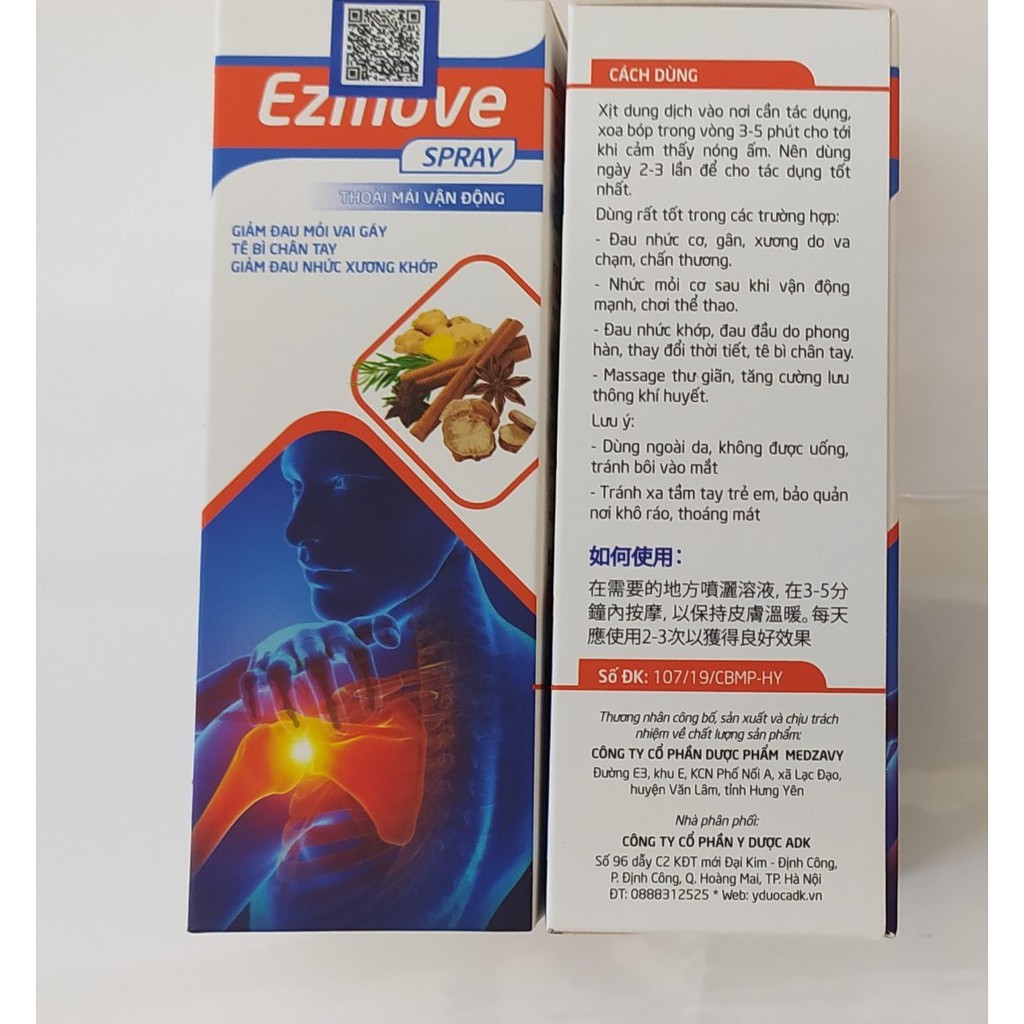 Ezmove
SPRAY
THOẢI MÁI VẬN ĐỘNG
GIẢM ĐAU MỎI VAI GÁY
TÊ BÌ CHÂN TAY
GIẢM ĐAU NHỨC XƯƠNG KHỚP
CÁCH DÙNG
Xịt dung dịch vào nơi cần tác dụng,
xoa bóp trong vòng 3-5 phút cho tới
khi cảm thấy nóng ấm. Nên dùng
ngày 2-3 lần để cho tác dụng tốt
nhất.
Dùng rất tốt trong các trường hợp:
- Đau nhức cơ, gân, xương do va
chạm, chấn thương.
- Nhức mỏi cơ sau khi vận động
mạnh, chơi thể thao.
- Đau nhức khớp, đau đầu do phong
hàn, thay đổi thời tiết, tê bì chân tay.
- Massage thư giãn, tăng cường lưu
thông khí huyết.
Lưu ý:
- Dùng ngoài da, không được uống,
tránh bôi vào mắt
- Tránh xa tầm tay trẻ em, bảo quản
nơi khô ráo, thoáng mát
如何使用:
在需要的地方噴灑溶液, 在3-5分
鐘內按摩, 以保持皮膚溫暖。每天
應使用2-3次以獲得良好效果
Số ĐK: 107/19/CBMP-HY
Thương nhân công bố, sản xuất và chịu trách
nhiệm về chất lượng sản phẩm:
CÔNG TY CỔ PHẦN DƯỢC PHẨM MEDZAVY
Đường E3, khu E, KCN Phố Nối A, xã Lạc Đạo,
huyện Văn Lâm, tỉnh Hưng Yên
Nhà phân phối:
CÔNG TY CỔ PHẦN Y DƯỢC ADK
Số 96 dãy C2 KĐT mới Đại Kim - Định Công,
P. Định Công, Q. Hoàng Mai, TP. Hà Nội
ĐT: 0888312525 * Web: yduocadk.vn